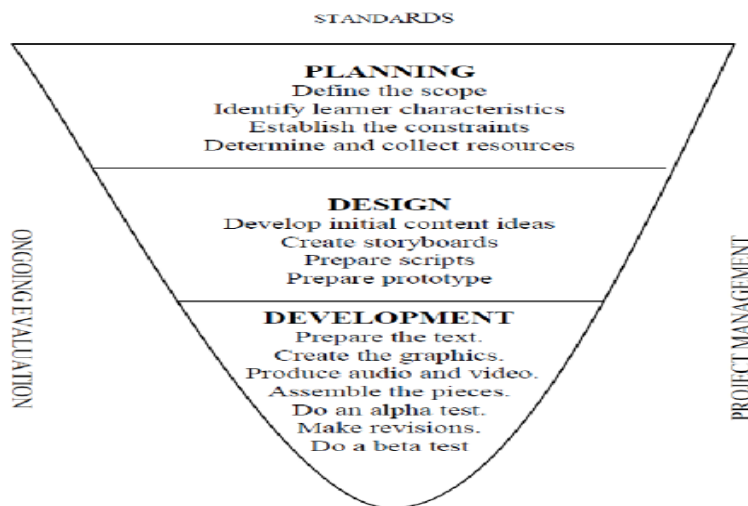 STANDARDS
PLANNING
Define the scope
Identify learner characteristics
Establish the constraints
Determine and collect resources
DESIGN
Develop initial content ideas
Create storyboards
Prepare scripts
Prepare prototype
DEVELOPMENT
Prepare the text.
Create the graphics.
Produce audio and video.
Assemble the pieces.
Do an alpha test.
Make revisions.
Do a beta test
ONGOING EVALUATION
PROJECT MANAGEMENT